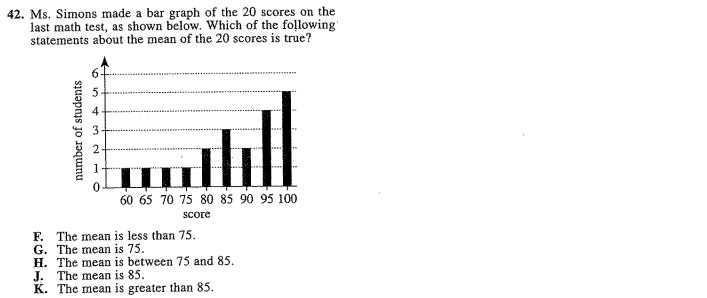 42. Ms. Simons made a bar graph of the 20 scores on the
last math test, as shown below. Which of the following
statements about the mean of the 20 scores is true?
number of students
6
5
4
3
2
1
0
60 65 70 75 80 85 90 95 100
score
F. The mean is less than 75.
G. The mean is 75.
H. The mean is between 75 and 85.
J. The mean is 85.
K. The mean is greater than 85.